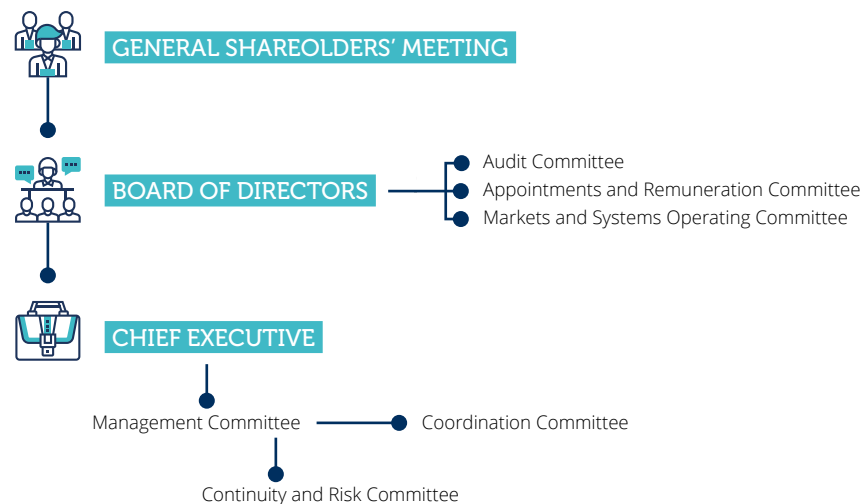 GENERAL SHAREOLDERS’ MEETING
BOARD OF DIRECTORS
Audit Committee
Appointments and Remuneration Committee
Markets and Systems Operating Committee
CHIEF EXECUTIVE
Management Committee
Coordination Committee
Continuity and Risk Committee